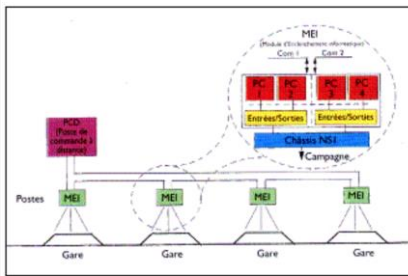 MEI
(Module d'Enclenchement informatique)
Com 1
Com 2
PC
1
PC
2
PC
3
PC
4
Entrées/Sorties
Entrées/Sorties
Châssis NS1
Campagne
PCD
(Poste de
commande à
distance)
Postes
MEI
MEI
MEI
MEI
Gare
Gare
Gare
Gare